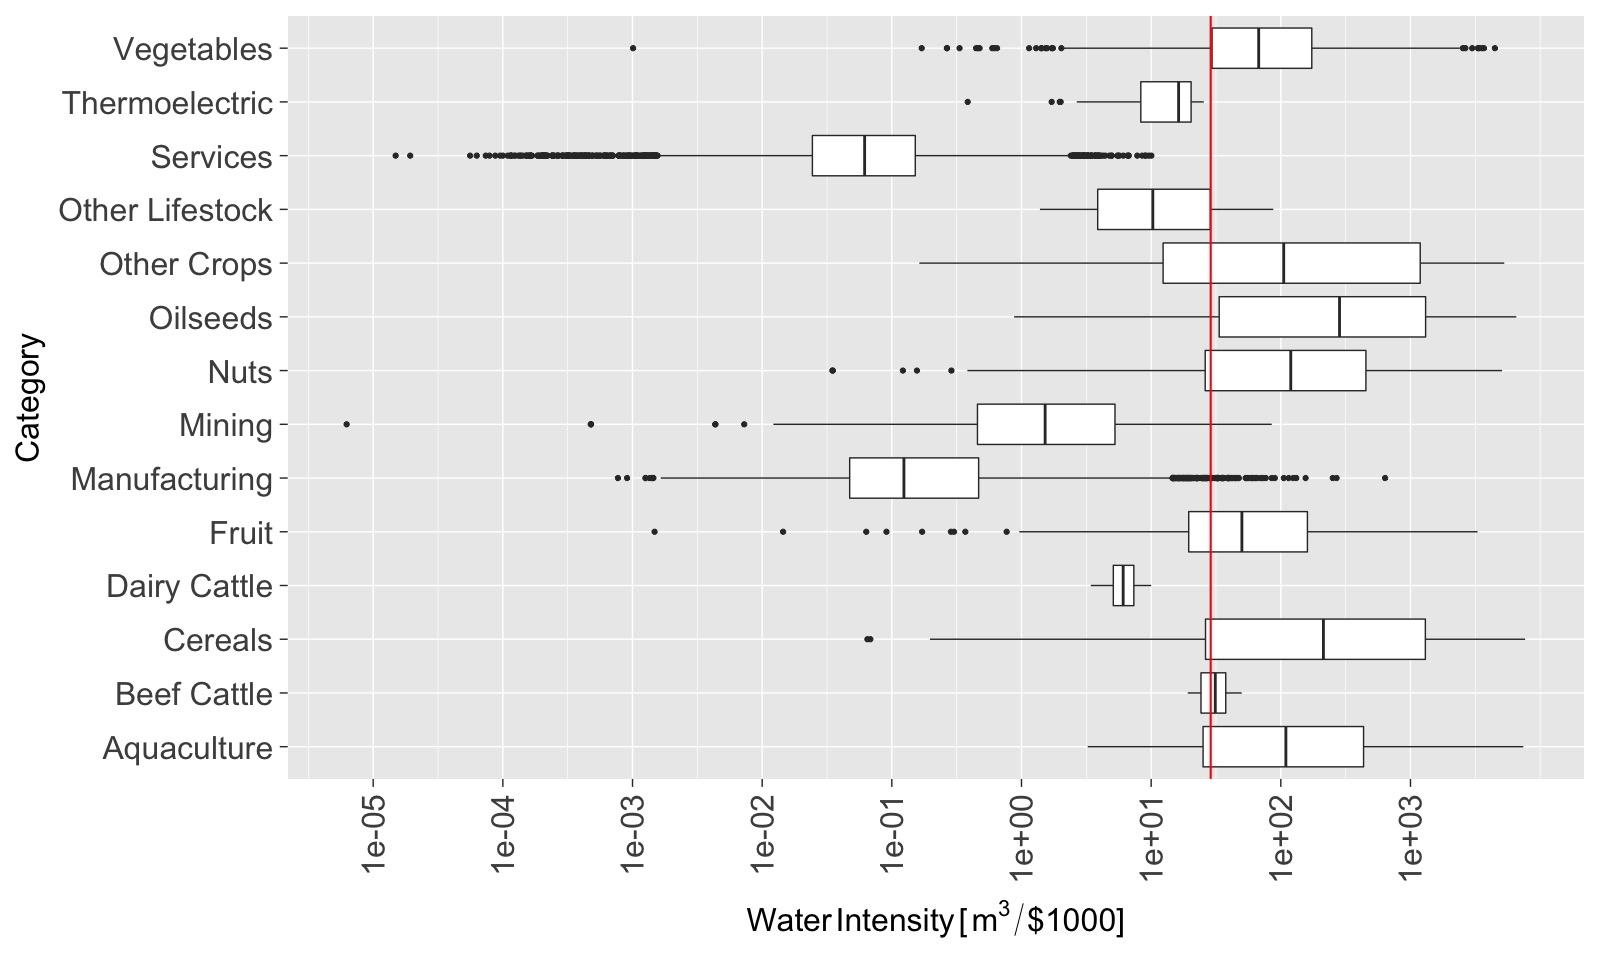 Vegetables
Thermoelectric
Services
Other Lifestock
Other Crops
Oilseeds
Nuts
Mining
Manufacturing
Fruit
Dairy Cattle
Cereals
Beef Cattle
Aquaculture
Category
1e-05
1e-04
1e-03
1e-02
1e-01
1e+00
1e+01
1e+02
1e+03
Water Intensity [m³/$1000]